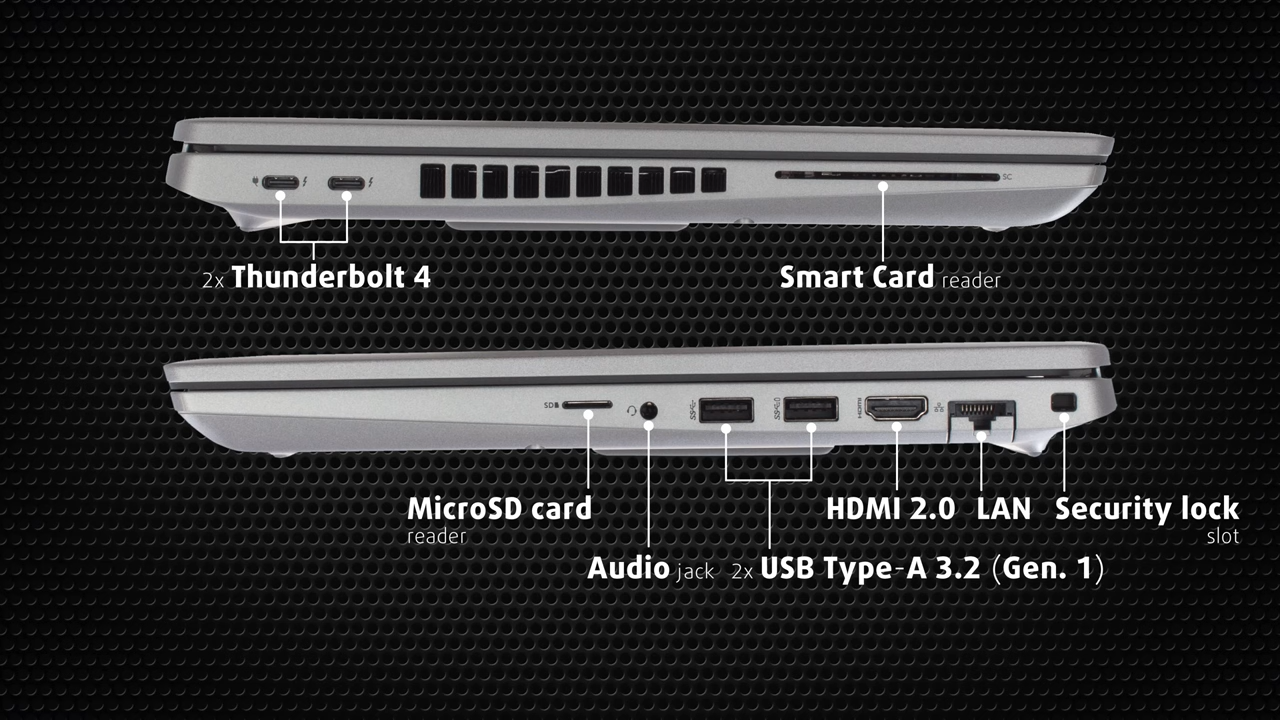 SC
2x Thunderbolt 4
Smart Card reader
SD
HDMI
MicroSD card
reader
HDMI 2.0
LAN
Security lock
slot
Audio jack
2x USB Type-A 3.2 (Gen. 1)